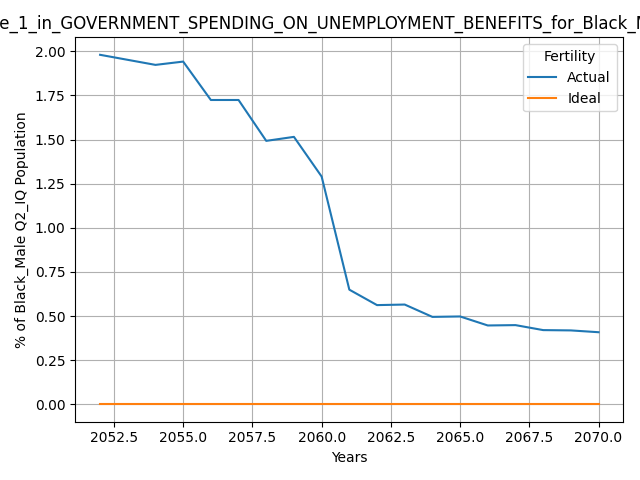 e_1_in_GOVERNMENT_SPENDING_ON_UNEMPLOYMENT_BENEFITS_for_Black_M
Fertility
Actual
Ideal
% of Black_Male Q2_IQ Population
2.00
1.75
1.50
1.25
1.00
0.75
0.50
0.25
0.00
2052.5 2055.0 2057.5 2060.0 2062.5 2065.0 2067.5 2070.0
Years